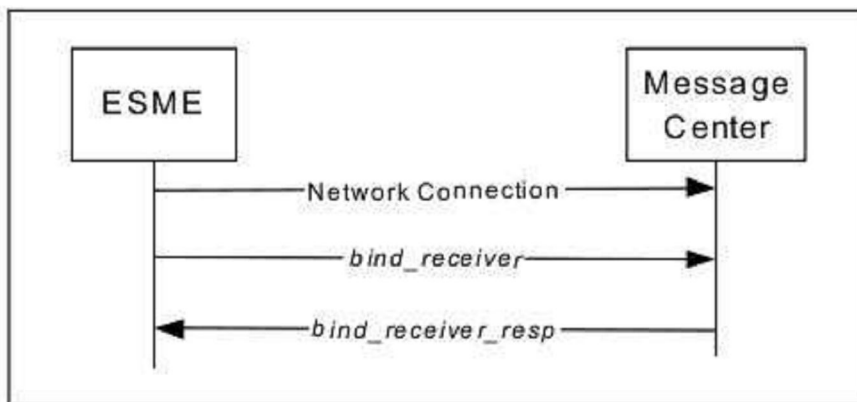 ESME
Message
Center
Network Connection
bind_receiver
bind_receiver_resp